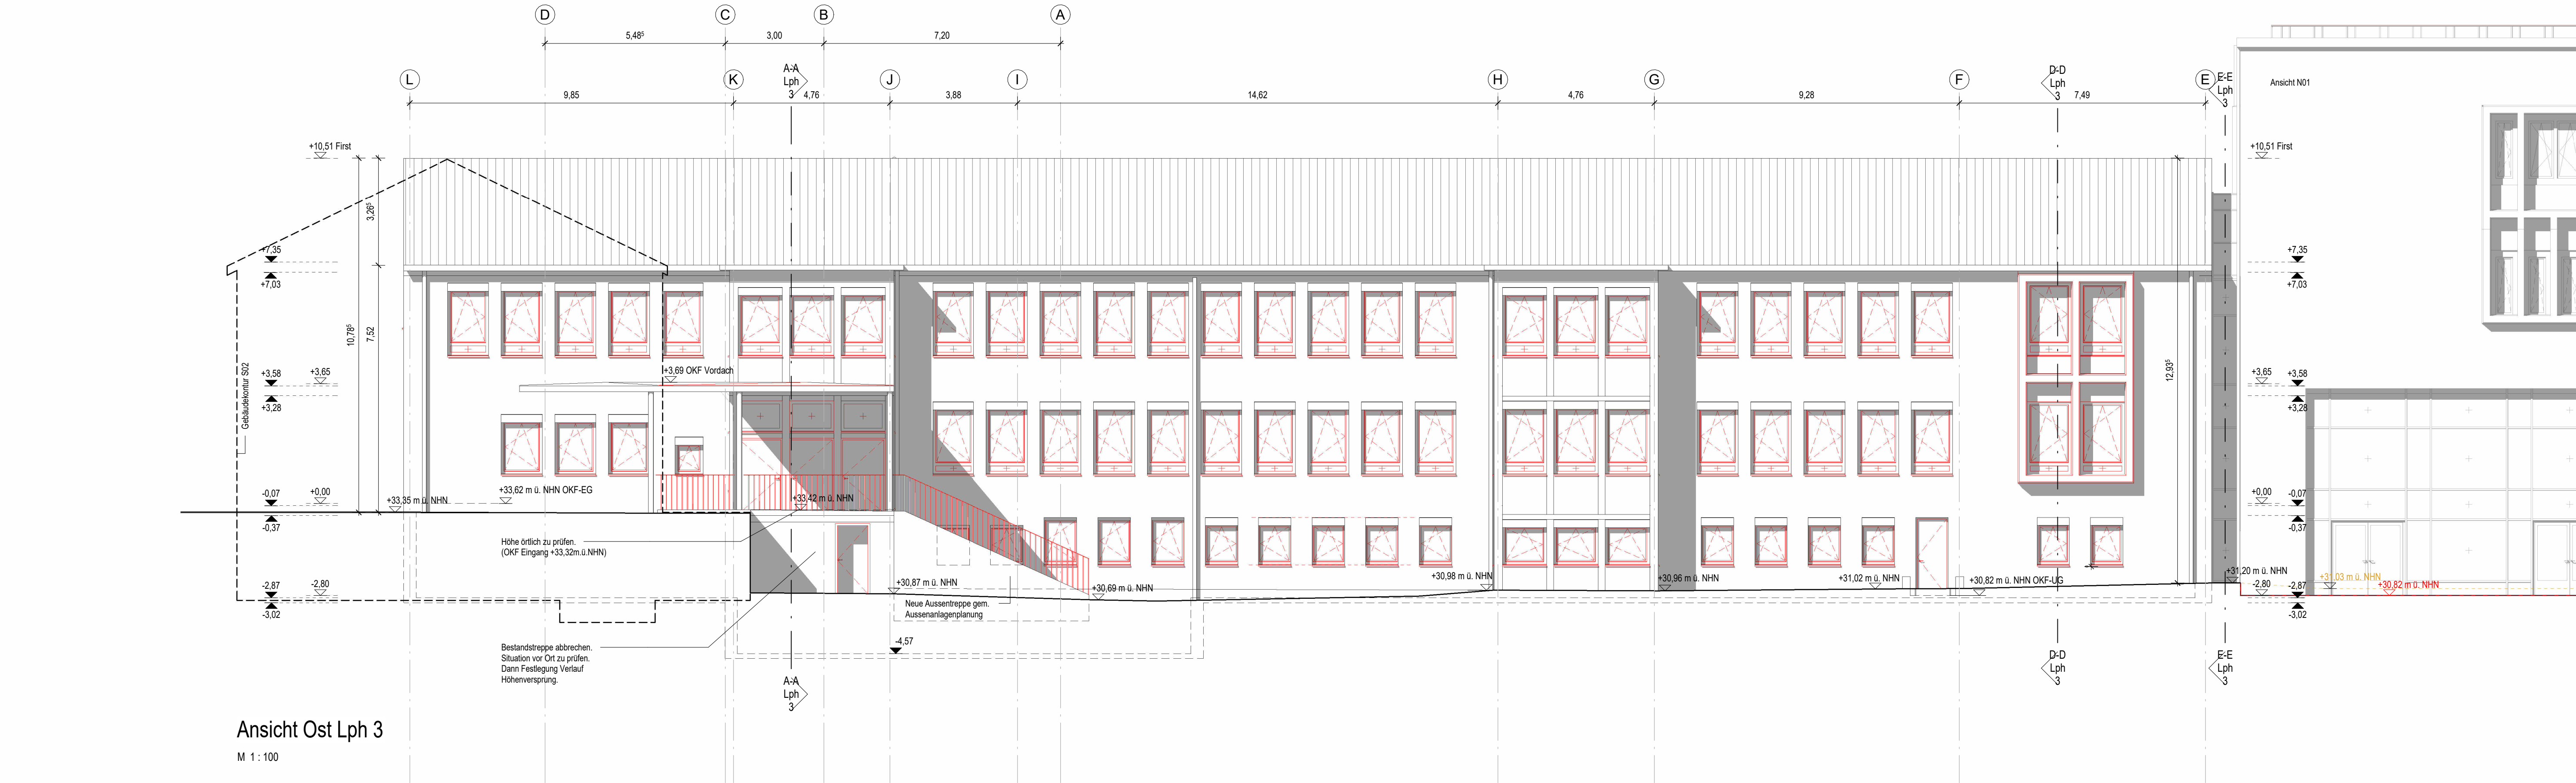 D
C
B
A
5,48⁵
3,00
7,20
L
K
A-A
Lph
3
J
I
H
G
F
D-D
Lph
3
E
E-E
Lph
3
Ansicht N01
9,85
4,76
3,88
14,62
4,76
9,28
7,49
+10,51 First
+10,51 First
3,26⁵
+7,35
+7,03
+7,35
+7,03
10,78⁵
7,52
Gebäudekontur S02
+3,69 OKF Vordach
12,93⁵
+3,58
+3,65
+3,28
+3,65
+3,58
+3,28
-0,07
+0,00
-0,37
+33,35 m ü. NHN
+33,62 m ü. NHN OKF-EG
+33,42 m ü. NHN
+0,00
-0,07
-0,37
Höhe örtlich zu prüfen.
(OKF Eingang +33,32m.ü.NHN)
-2,87
-2,80
-3,02
+30,87 m ü. NHN
+30,69 m ü. NHN
+30,98 m ü. NHN
+30,96 m ü. NHN
+31,02 m ü. NHN
+30,82 m ü. NHN OKF-UG
+31,20 m ü. NHN
-2,80
-2,87
-3,02
+31,03 m ü. NHN
+30,82 m ü. NHN
Neue Aussentreppe gem.
Aussenanlagenplanung
-4,57
Bestandstreppe abbrechen.
Situation vor Ort zu prüfen.
Dann Festlegung Verlauf
Höhenversprung.
A-A
Lph
3
D-D
Lph
3
E-E
Lph
3
Ansicht Ost Lph 3
M 1 : 100